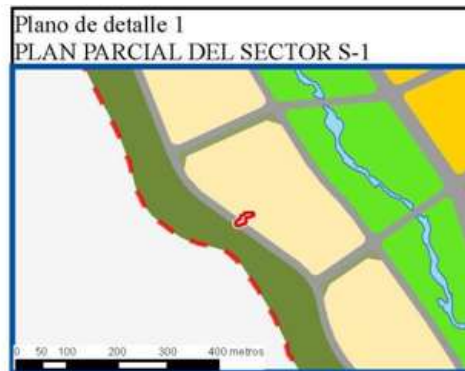 Plano de detalle 1
PLAN PARCIAL DEL SECTOR S-1
0 50 100 200 300 400 metros